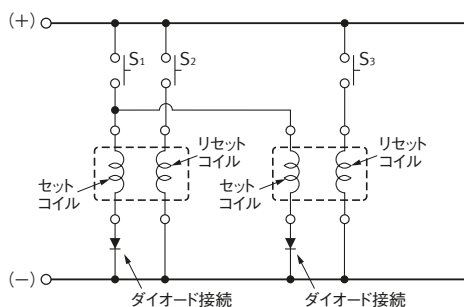 (+)
S1
S2
S3
リセット
コイル
リセット
コイル
セット
コイル
セット
コイル
(−)
ダイオード接続
ダイオード接続